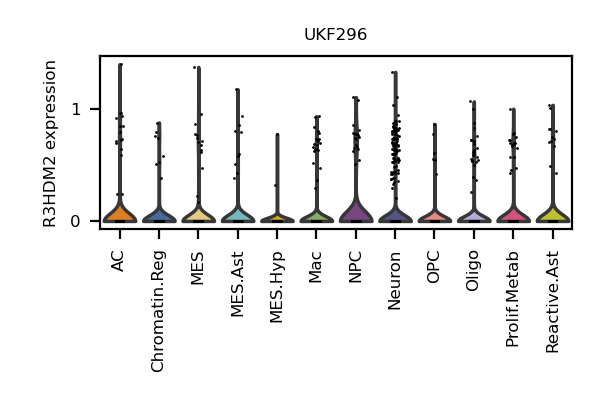 UKF296
R3HDM2 expression
1
0
AC
Chromatin.Reg
MES
MES.Ast
MES.Hyp
Mac
NPC
Neuron
OPC
Oligo
Prolif.Metab
Reactive.Ast